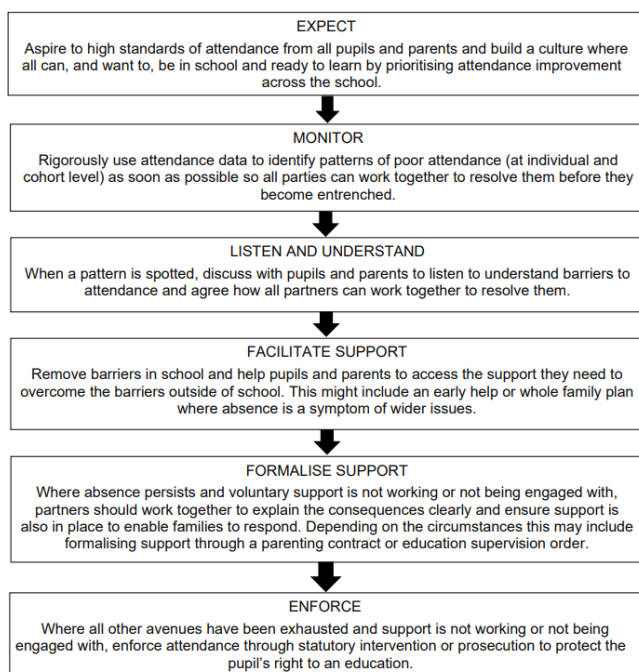 EXPECT
Aspire to high standards of attendance from all pupils and parents and build a culture where
all can, and want to, be in school and ready to learn by prioritising attendance improvement
across the school.
MONITOR
Rigorously use attendance data to identify patterns of poor attendance (at individual and
cohort level) as soon as possible so all parties can work together to resolve them before they
become entrenched.
LISTEN AND UNDERSTAND
When a pattern is spotted, discuss with pupils and parents to listen to understand barriers to
attendance and agree how all partners can work together to resolve them.
FACILITATE SUPPORT
Remove barriers in school and help pupils and parents to access the support they need to
overcome the barriers outside of school. This might include an early help or whole family plan
where absence is a symptom of wider issues.
FORMALISE SUPPORT
Where absence persists and voluntary support is not working or not being engaged with,
partners should work together to explain the consequences clearly and ensure support is
also in place to enable families to respond. Depending on the circumstances this may include
formalising support through a parenting contract or education supervision order.
ENFORCE
Where all other avenues have been exhausted and support is not working or not being
engaged with, enforce attendance through statutory intervention or prosecution to protect the
pupil's right to an education.